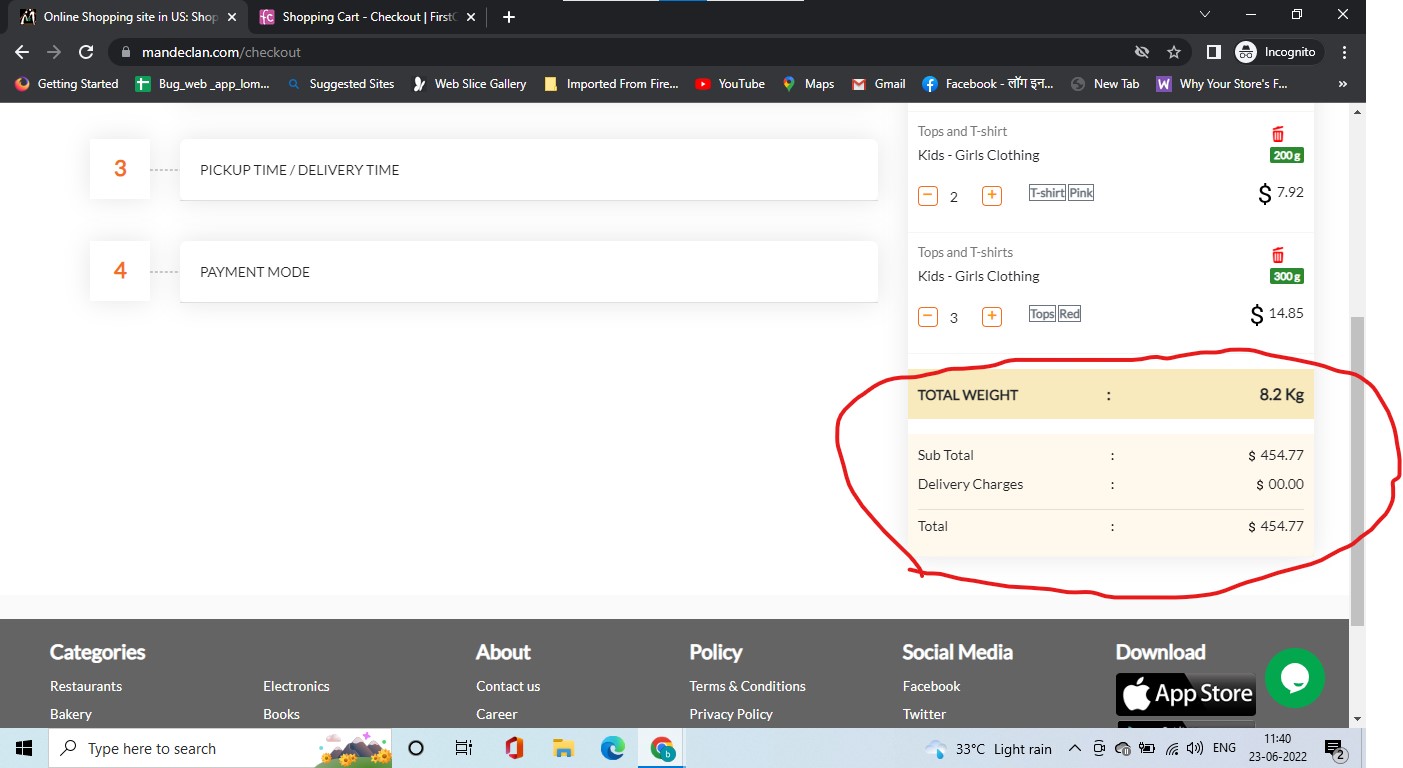 Online Shopping site in US: Shop
Shopping Cart - Checkout | FirstC
mandeclan.com/checkout
Incognito
Getting Started
Bug_web _app_lom...
Suggested Sites
Web Slice Gallery
Imported From Fire...
YouTube
Maps
Gmail
Facebook - लॉग इन...
New Tab
Why Your Store's F...
3
PICKUP TIME / DELIVERY TIME
4
PAYMENT MODE
Tops and T-shirt
Kids - Girls Clothing
200 g
2
T-shirt Pink
$ 7.92
Tops and T-shirts
Kids - Girls Clothing
300 g
3
Tops Red
$ 14.85
TOTAL WEIGHT : 8.2 Kg
Sub Total : $ 454.77
Delivery Charges : $ 00.00
Total : $ 454.77
Categories
Restaurants
Electronics
Bakery
Books
About
Contact us
Career
Policy
Terms & Conditions
Privacy Policy
Social Media
Facebook
Twitter
Download
App Store
Type here to search
33°C Light rain
ENG
11:40
23-06-2022
2